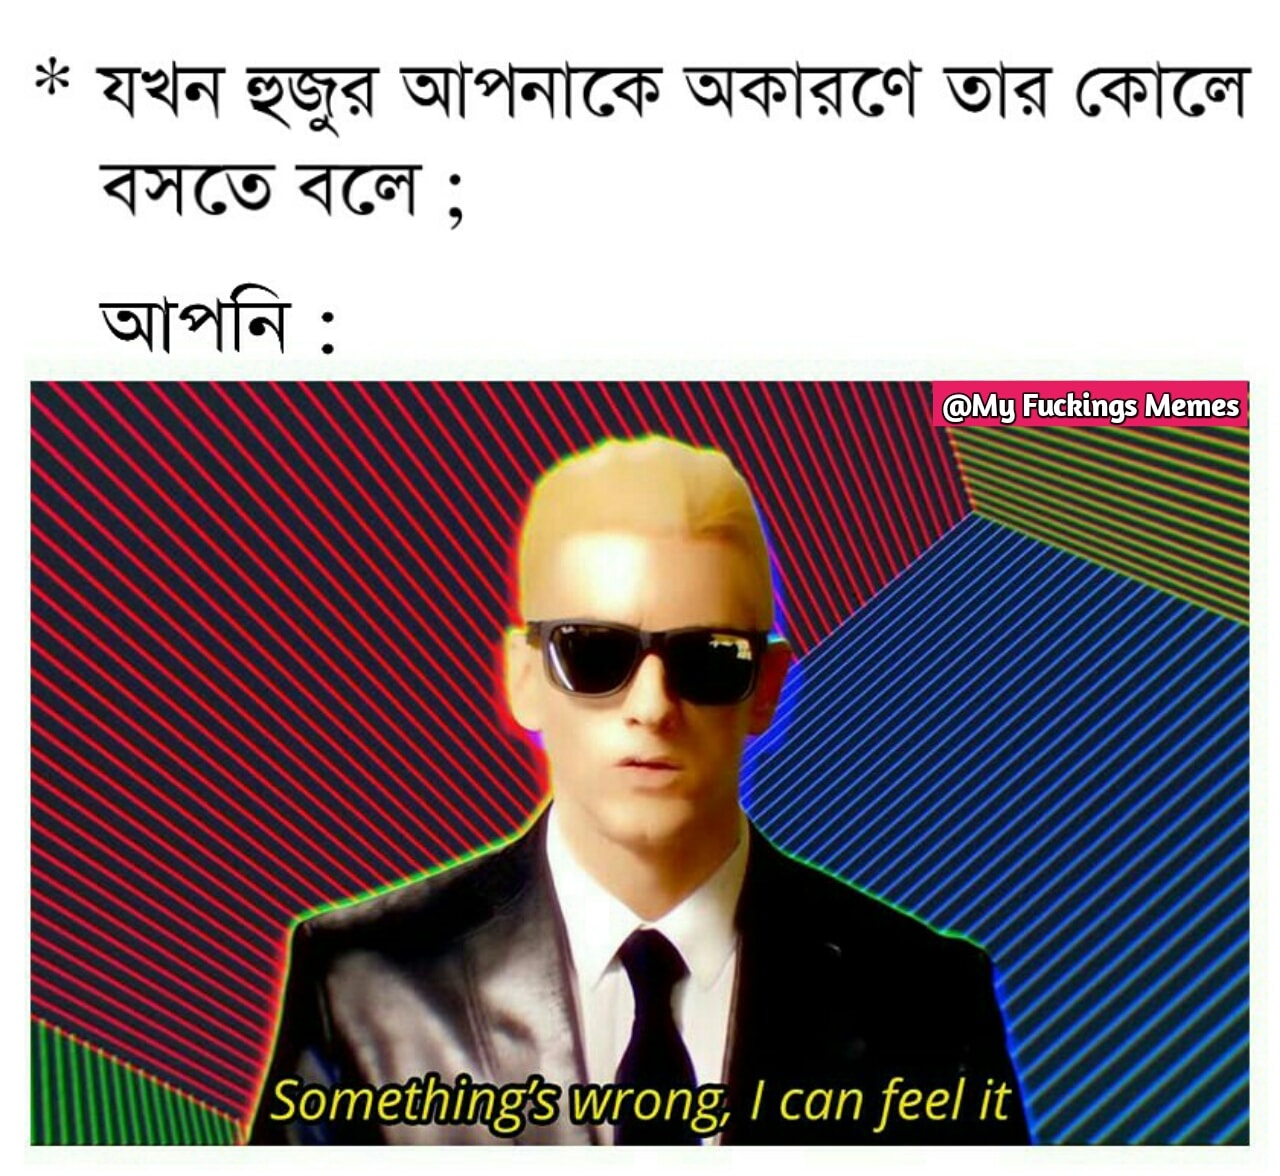 * যখন হুজুর আপনাকে অকারণে তার কোলে
বসতে বলে ;
আপনি :
@My Fuckings Memes
Something's wrong, I can feel it